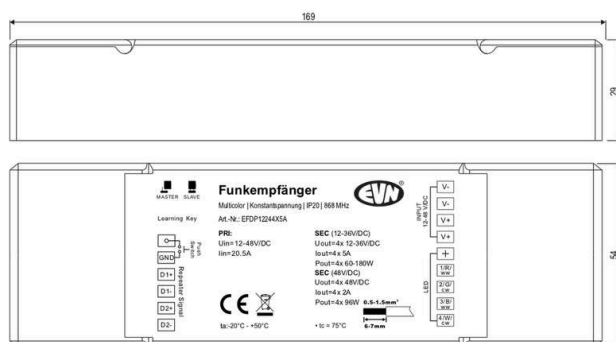 169
29
MASTER SLAVE
Learning Key
Push
Switch
GND
D1+
D1-
D2+
D2-
Repeater Signal
Funkempfänger
Multicolor | Konstantspannung | IP20 | 868 MHz
Art.-Nr.: EFDP12244X5A
EVN®
PRI:
Uin=12-48V/DC
Iin=20.5A
SEC (12-36V/DC)
Uout=4x 12-36V/DC
Iout=4x 5A
Pout=4x 60-180W
SEC (48V/DC)
Uout=4x 48V/DC
Iout=4x 2A
Pout=4x 96W
0.5-1.5mm²
6-7mm
CE
ta:-20°C - +50°C
• tc = 75°C
INPUT
12-48 V/DC
V-
V-
V+
V+
LED
+
1/R/
WW
2/G/
CW
3/B/
WW
4/W/
CW
54